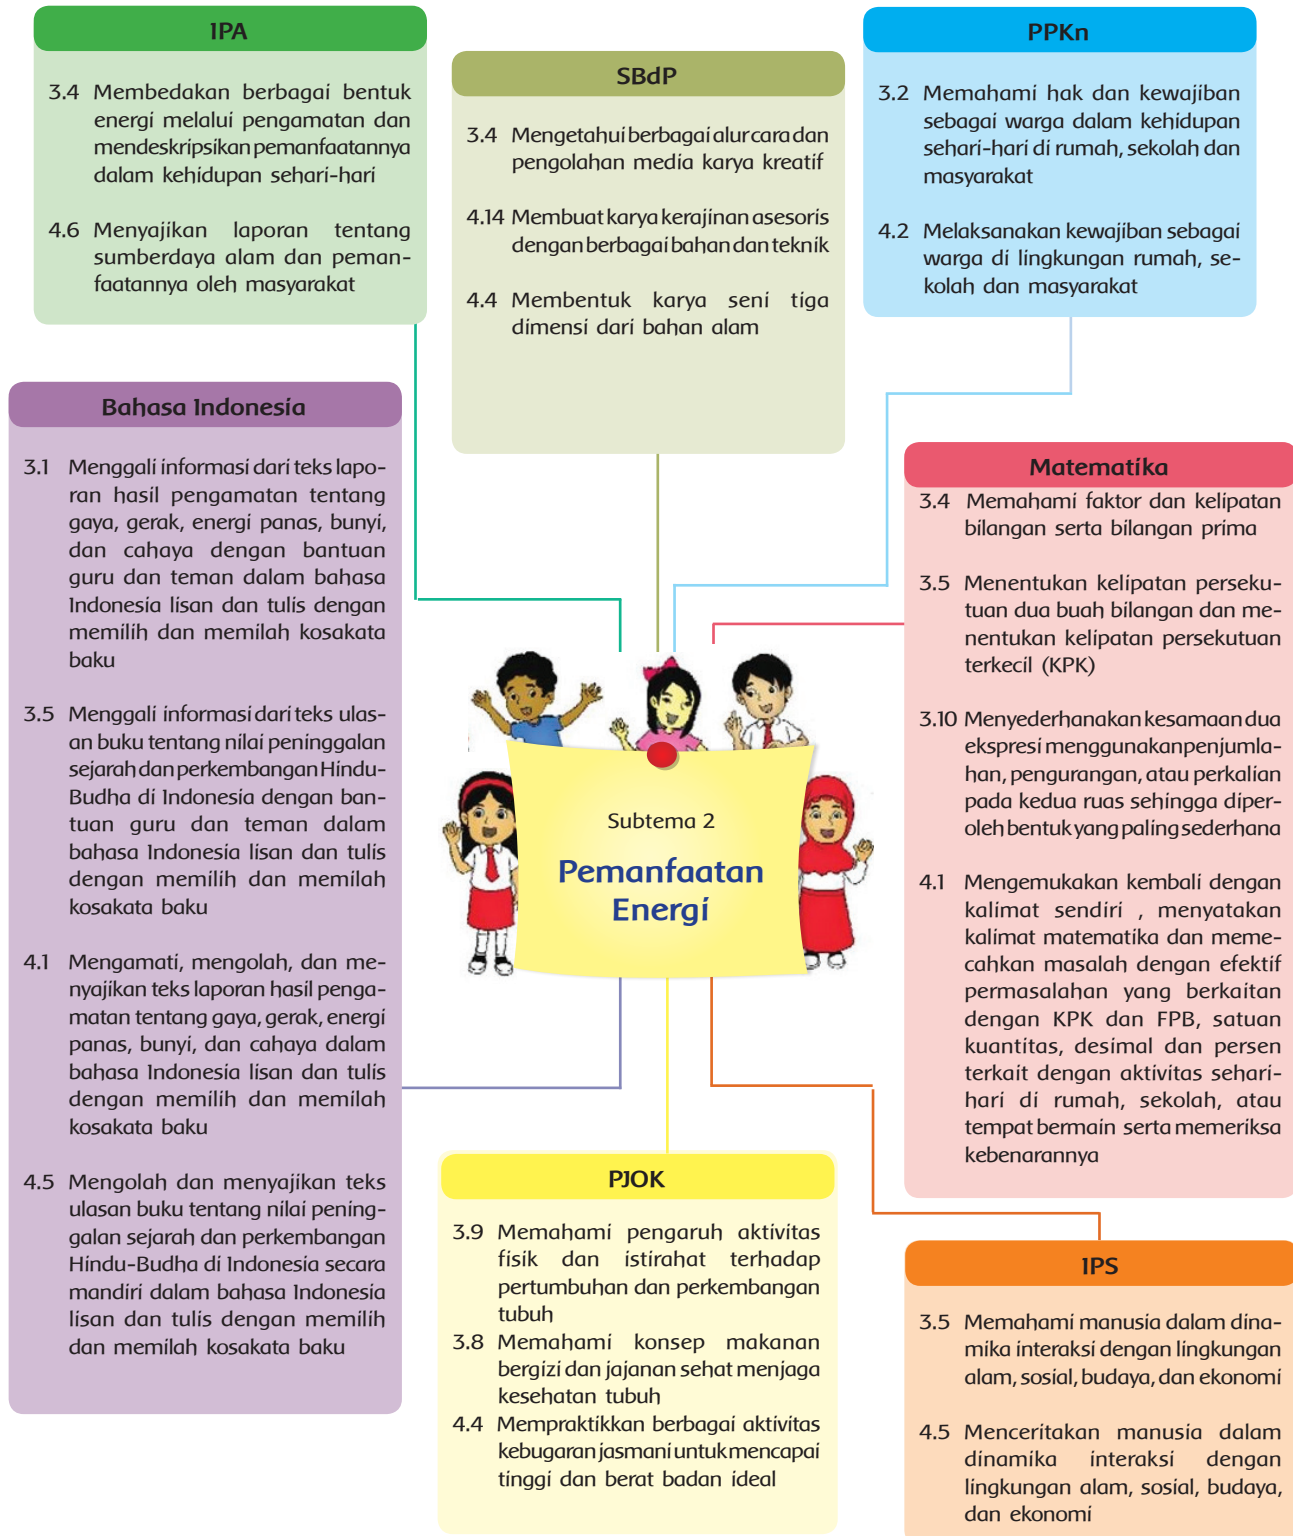 IPA
3.4 Membedakan berbagai bentuk
energi melalui pengamatan dan
mendeskripsikan pemanfaatannya
dalam kehidupan sehari-hari
4.6 Menyajikan laporan tentang
sumberdaya alam dan peman-
faatannya oleh masyarakat
SBdP
3.4 Mengetahui berbagai alur cara dan
pengolahan media karya kreatif
4.14 Membuat karya kerajinan asesoris
dengan berbagai bahan dan teknik
4.4 Membentuk karya seni tiga
dimensi dari bahan alam
PPKn
3.2 Memahami hak dan kewajiban
sebagai warga dalam kehidupan
sehari-hari di rumah, sekolah dan
masyarakat
4.2 Melaksanakan kewajiban sebagai
warga di lingkungan rumah, se-
kolah dan masyarakat
Bahasa Indonesia
3.1 Menggali informasi dari teks lapo-
ran hasil pengamatan tentang
gaya, gerak, energi panas, bunyi,
dan cahaya dengan bantuan
guru dan teman dalam bahasa
Indonesia lisan dan tulis dengan
memilih dan memilah kosakata
baku
3.5 Menggali informasi dari teks ulas-
an buku tentang nilai peninggalan
sejarah dan perkembangan Hindu-
Budha di Indonesia dengan ban-
tuan guru dan teman dalam
bahasa Indonesia lisan dan tulis
dengan memilih dan memilah
kosakata baku
4.1 Mengamati, mengolah, dan me-
nyajikan teks laporan hasil penga-
matan tentang gaya, gerak, energi
panas, bunyi, dan cahaya dalam
bahasa Indonesia lisan dan tulis
dengan memilih dan memilah
kosakata baku
4.5 Mengolah dan menyajikan teks
ulasan buku tentang nilai pening-
galan sejarah dan perkembangan
Hindu-Budha di Indonesia secara
mandiri dalam bahasa Indonesia
lisan dan tulis dengan memilih
dan memilah kosakata baku
Matematika
3.4 Memahami faktor dan kelipatan
bilangan serta bilangan prima
3.5 Menentukan kelipatan perseku-
tuan dua buah bilangan dan me-
nentukan kelipatan persekutuan
terkecil (KPK)
3.10 Menyederhanakan kesamaan dua
ekspresi menggunakan penjumla-
han, pengurangan, atau perkalian
pada kedua ruas sehingga diper-
oleh bentuk yang paling sederhana
4.1 Mengemukakan kembali dengan
kalimat sendiri , menyatakan
kalimat matematika dan meme-
cahkan masalah dengan efektif
permasalahan yang berkaitan
dengan KPK dan FPB, satuan
kuantitas, desimal dan persen
terkait dengan aktivitas sehari-
hari di rumah, sekolah, atau
tempat bermain serta memeriksa
kebenarannya
Subtema 2
Pemanfaatan
Energi
PJOK
3.9 Memahami pengaruh aktivitas
fisik dan istirahat terhadap
pertumbuhan dan perkembangan
tubuh
3.8 Memahami konsep makanan
bergizi dan jajanan sehat menjaga
kesehatan tubuh
4.4 Mempraktikkan berbagai aktivitas
kebugaran jasmani untuk mencapai
tinggi dan berat badan ideal
IPS
3.5 Memahami manusia dalam dina-
mika interaksi dengan lingkungan
alam, sosial, budaya, dan ekonomi
4.5 Menceritakan manusia dalam
dinamika interaksi dengan
lingkungan alam, sosial, budaya,
dan ekonomi